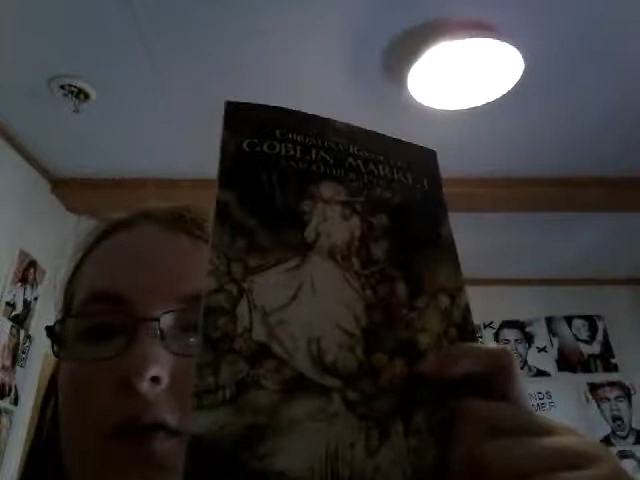 CHRISTINA ROSSETTI
GOBLIN MARKET
AND OTHER POEMS